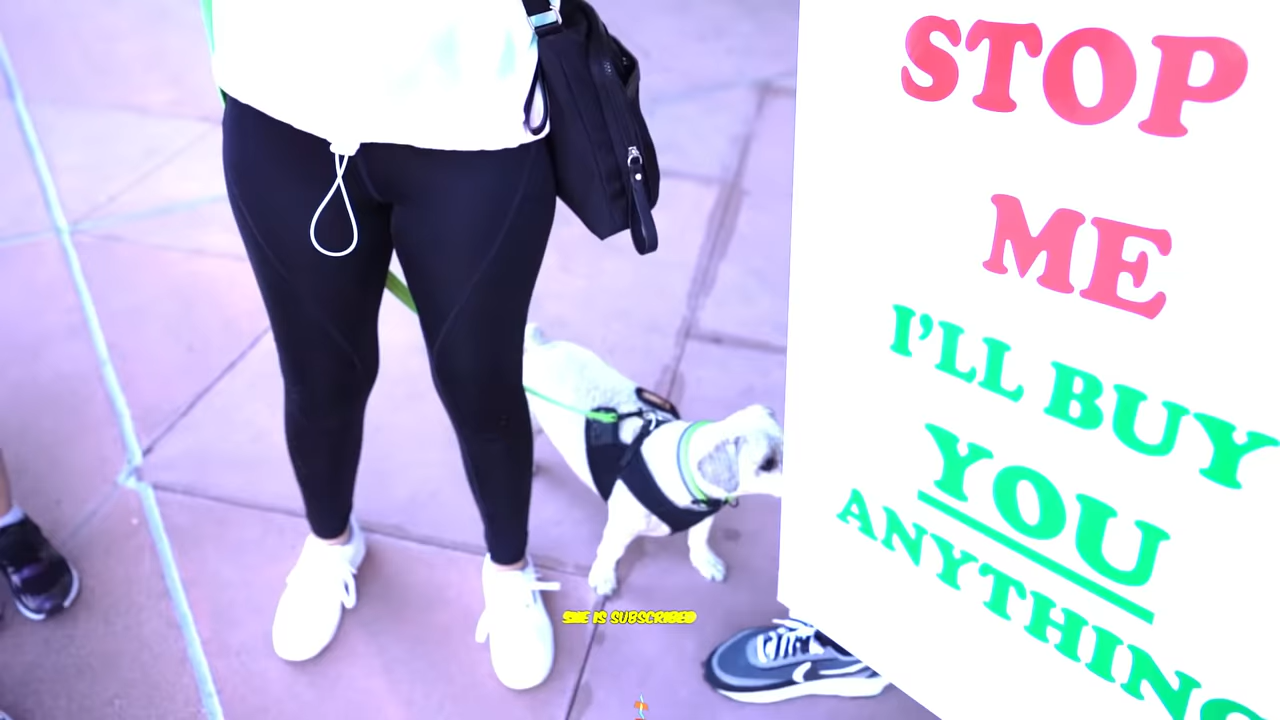 STOP
ME
I'LL BUY
YOU
ANYTHING
SHE IS SUBSCRIBED